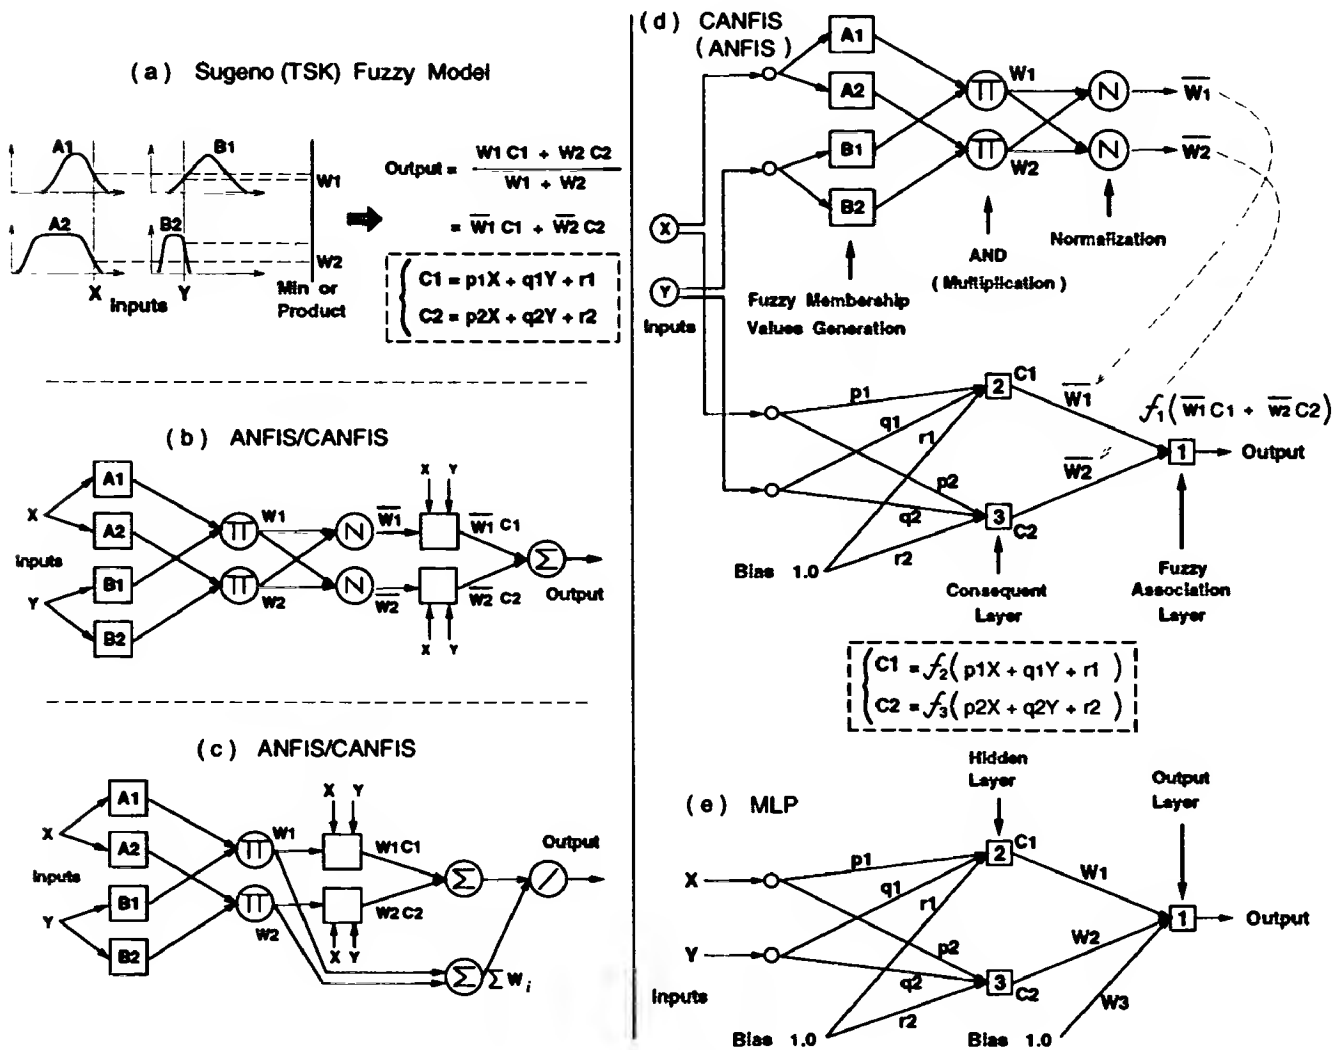 (a) Sugeno (TSK) Fuzzy Model
A1
B1
W1
A2
B2
W2
X
Inputs
Y
Min or
Product
Output = W1 C1 + W2 C2
W1 + W2
= W̅1 C1 + W̅2 C2
C1 = p1X + q1Y + r1
C2 = p2X + q2Y + r2
(b) ANFIS/CANFIS
A1
X
A2
Inputs
B1
Y
B2
∏
W1
∏
W2
N
W̅1
N
W̅2
X Y
W̅1 C1
W̅2 C2
X Y
Σ
Output
(c) ANFIS/CANFIS
A1
X
A2
Inputs
B1
Y
B2
∏
W1
∏
W2
X Y
W1 C1
W2 C2
X Y
Σ
Σ
Σ W i
/
Output
(d) CANFIS
(ANFIS)
A1
A2
B1
B2
∏
W1
∏
W2
N
W̅1
N
W̅2
X
Y
Inputs
Fuzzy Membership
Values Generation
AND
(Multiplication)
Normalization
p1
q1
r1
p2
q2
r2
Bias 1.0
2
C1
3
C2
W̅1
W̅2
f1(W̅1 C1 + W̅2 C2)
1
Output
Consequent
Layer
Fuzzy
Association
Layer
C1 = f2( p1X + q1Y + r1 )
C2 = f3( p2X + q2Y + r2 )
(e) MLP
Hidden
Layer
Output
Layer
X
Y
Inputs
p1
q1
r1
p2
q2
r2
Bias 1.0
2
C1
3
C2
W1
W2
W3
Bias 1.0
1
Output